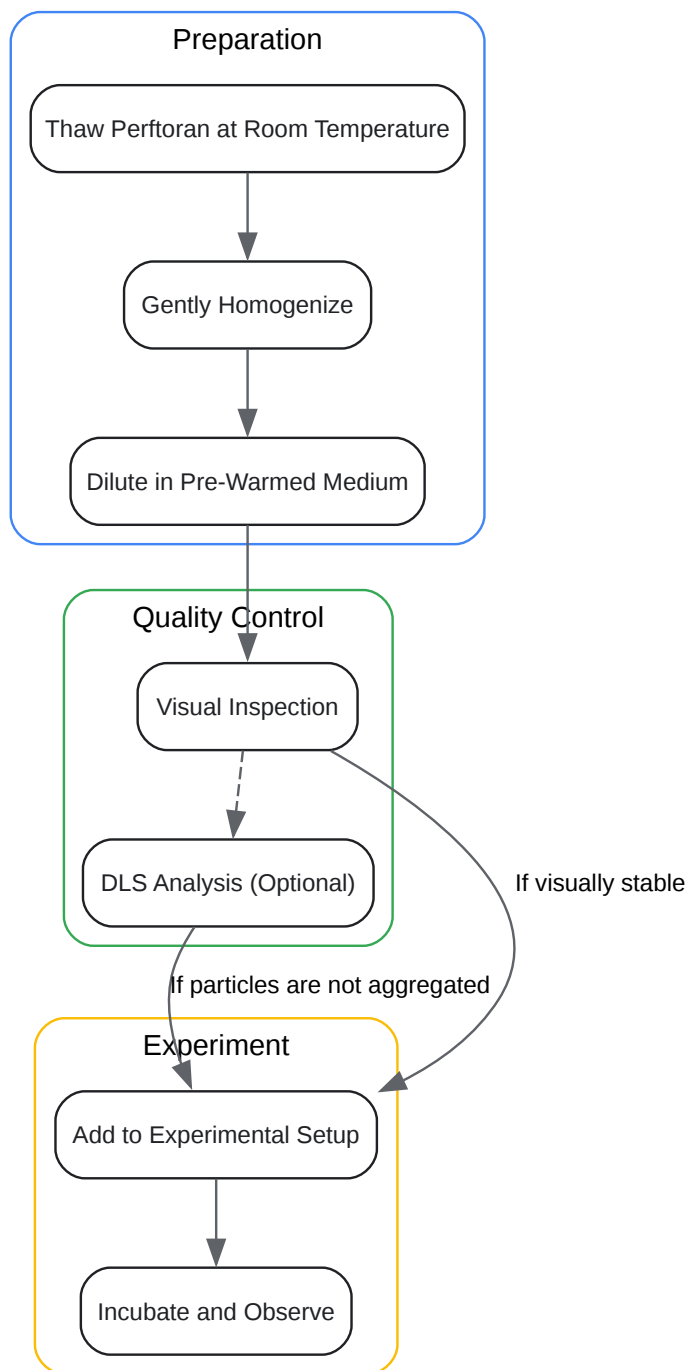 Preparation
Thaw Perftoran at Room Temperature
Gently Homogenize
Dilute in Pre-Warmed Medium
Quality Control
Visual Inspection
DLS Analysis (Optional)
If visually stable
If particles are not aggregated
Experiment
Add to Experimental Setup
Incubate and Observe